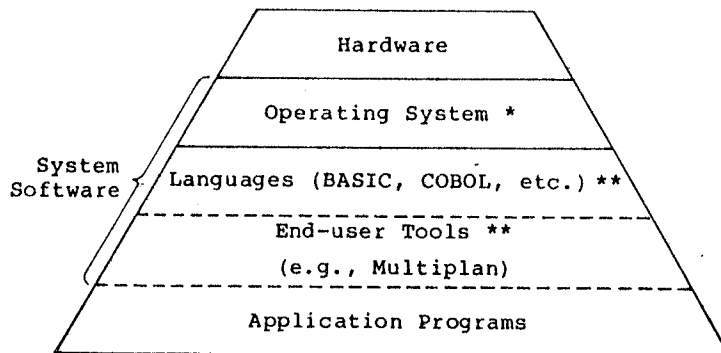 Hardware
Operating System *
System
Software
Languages (BASIC, COBOL, etc.) **
End-user Tools **
(e.g., Multiplan)
Application Programs